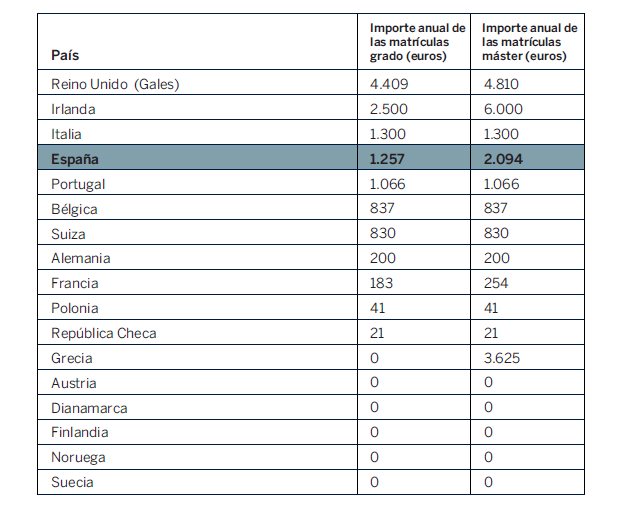 País Importe anual de las matrículas grado (euros) Importe anual de las matrículas máster (euros)
Reino Unido (Gales) 4.409 4.810
Irlanda 2.500 6.000
Italia 1.300 1.300
España 1.257 2.094
Portugal 1.066 1.066
Bélgica 837 837
Suiza 830 830
Alemania 200 200
Francia 183 254
Polonia 41 41
República Checa 21 21
Grecia 0 3.625
Austria 0 0
Dianamarca 0 0
Finlandia 0 0
Noruega 0 0
Suecia 0 0